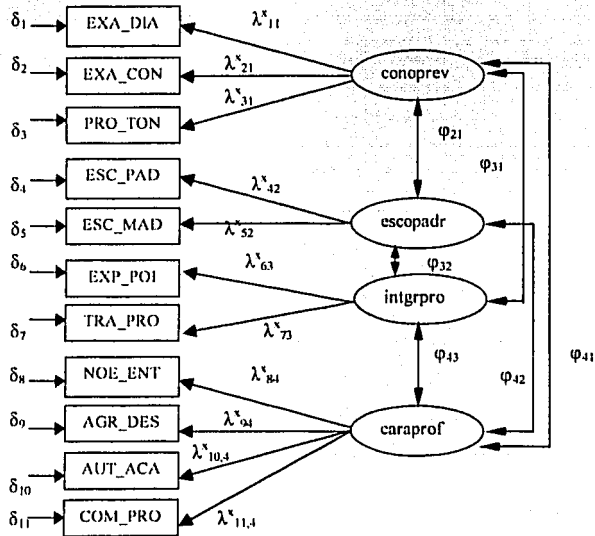 δ₁ EXA_DIA λˣ₁₁
δ₂ EXA_CON λˣ₂₁ conoprev
δ₃ PRO_TON λˣ₃₁
φ₂₁ φ₃₁
δ₄ ESC_PAD λˣ₄₂
δ₅ ESC_MAD λˣ₅₂ escopadr
δ₆ EXP_POI λˣ₆₃ φ₃₂
δ₇ TRA_PRO λˣ₇₃ intgrpro
φ₄₃ φ₄₂ φ₄₁
δ₈ NOE_ENT λˣ₈₄
δ₉ AGR_DES λˣ₉₄ caraprof
δ₁₀ AUT_ACA λˣ₁₀,₄
δ₁₁ COM_PRO λˣ₁₁,₄